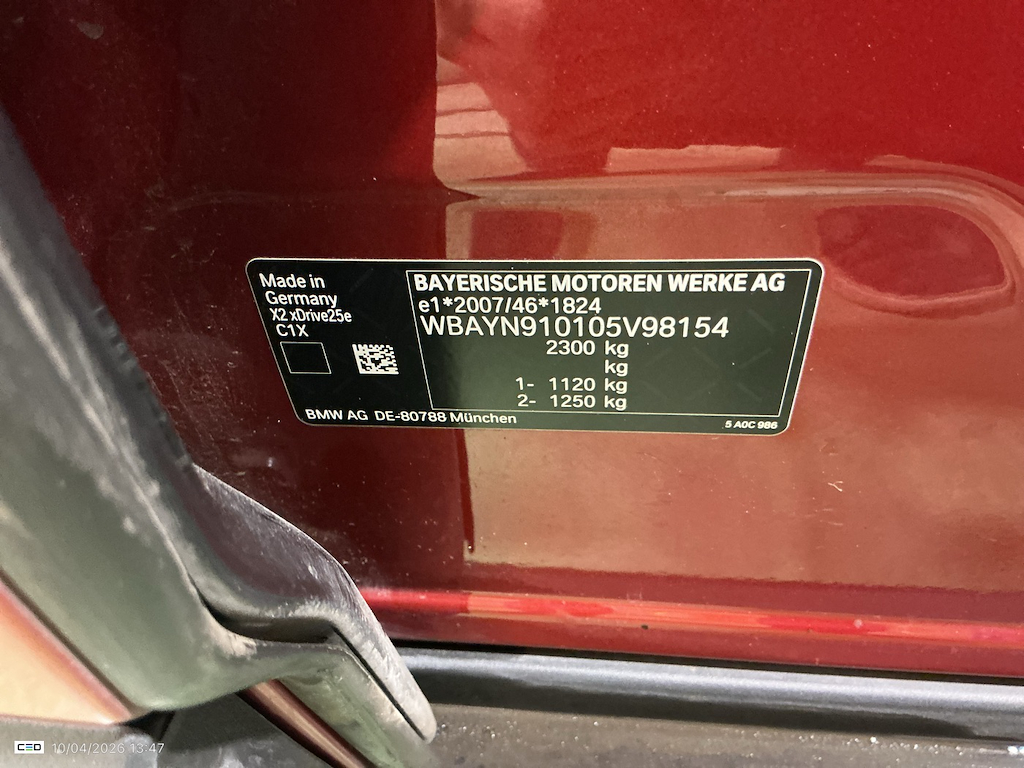 Made in
Germany
X2 xDrive25e
C1X
BAYERISCHE MOTOREN WERKE AG
e1*2007/46*1824
WBAYN910105V98154
2300 kg
kg
1- 1120 kg
2- 1250 kg
BMW AG DE-80788 München
5 A0C 986
CEO 10/04/2026 13:47